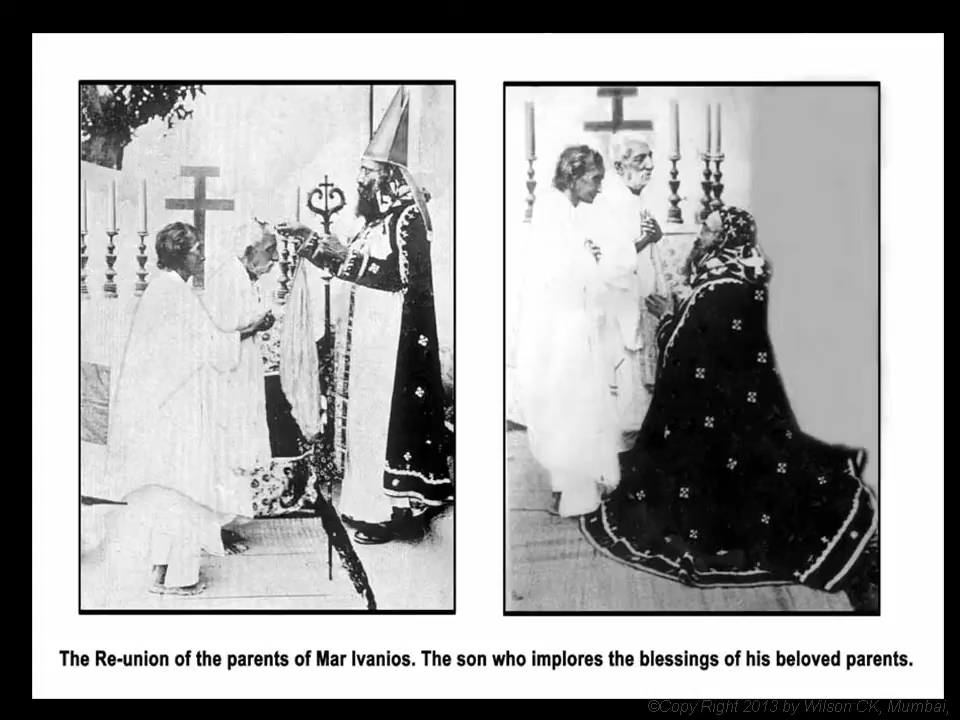 The Re-union of the parents of Mar Ivanios. The son who implores the blessings of his beloved parents.
©Copy Right 2013 by Wilson CK, Mumbai,